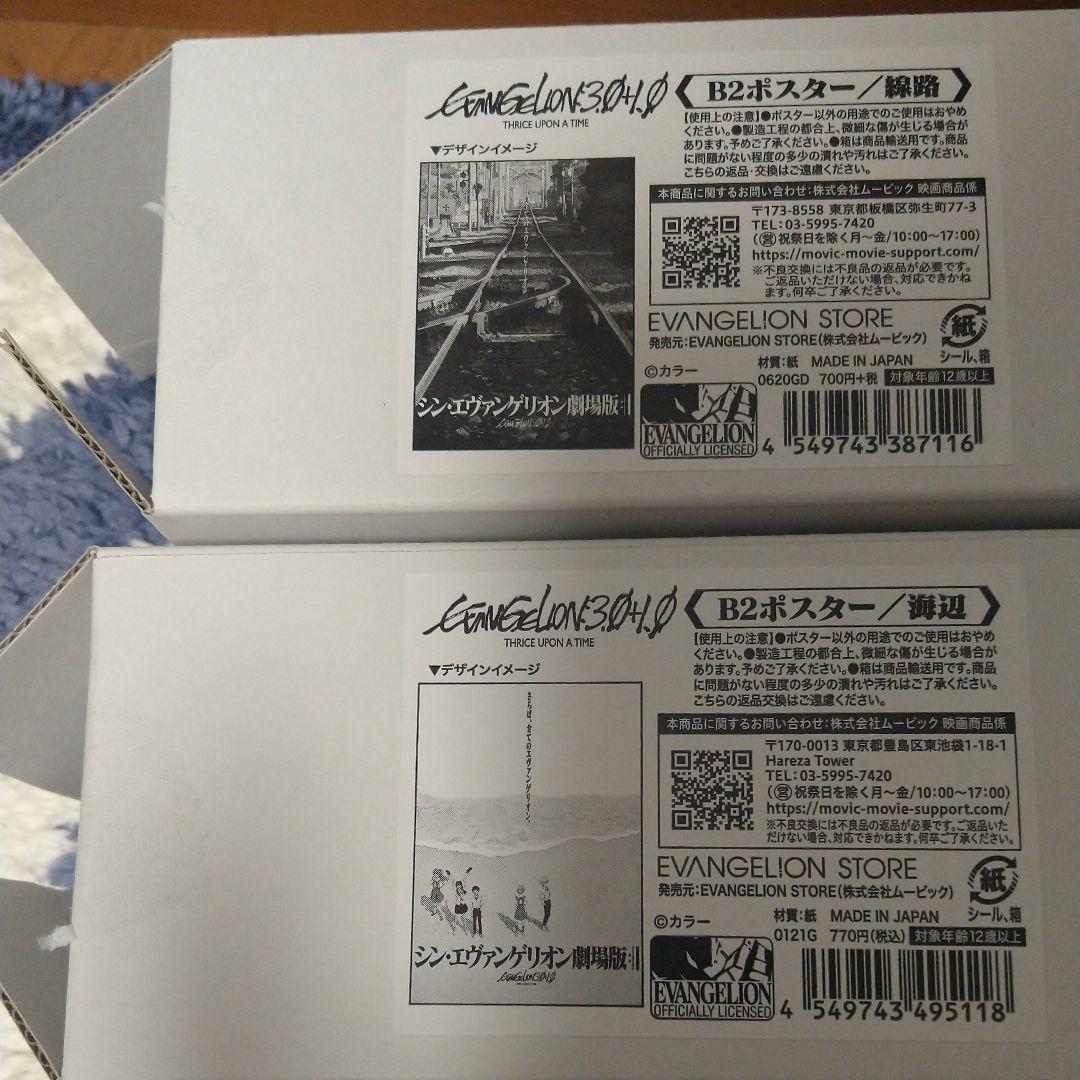 EVANGELION:3.0+1.0
THRICE UPON A TIME
B2ポスター/線路
【使用上の注意】●ポスター以外の用途でのご使用はおやめ
ください。●製造工程の都合上、微細な傷が生じる場合が
あります。予めご了承ください。●箱は商品輸送用です。商品
に問題がない程度の多少の潰れや汚れはご了承ください。
こちらの返品・交換はご遠慮ください。
▼デザインイメージ
シン・エヴァンゲリオン劇場版:||
本商品に関するお問い合わせ:株式会社ムービック 映画商品係
〒173-8558 東京都板橋区弥生町77-3
TEL:03-5995-7420
(営祝祭日を除く月~金/10:00~17:00)
https://movic-movie-support.com/
※不良交換には不良品の返品が必要です。
ご返品いただけない場合、対応できかね
ます。何卒ご了承ください。
EVANGELION STORE
発売元:EVANGELION STORE(株式会社ムービック)
紙
シール、箱
材質:紙 MADE IN JAPAN
©カラー
0620GD 700円+税 対象年齢12歳以上
EVANGELION
OFFICIALLY LICENSED
4 549743 387116
EVANGELION:3.0+1.0
THRICE UPON A TIME
B2ポスター/海辺
【使用上の注意】●ポスター以外の用途でのご使用はおやめ
ください。●製造工程の都合上、微細な傷が生じる場合が
あります。予めご了承ください。●箱は商品輸送用です。商品
に問題がない程度の多少の潰れや汚れはご了承ください。
こちらの返品交換はご遠慮ください。
▼デザインイメージ
さらば、全てのエヴァンゲリオン。
シン・エヴァンゲリオン劇場版:||
EVANGELION:3.0+1.0
本商品に関するお問い合わせ:株式会社ムービック 映画商品係
〒170-0013 東京都豊島区東池袋1-18-1
Hareza Tower
TEL:03-5995-7420
(営祝祭日を除く月~金/10:00~17:00)
https://movic-movie-support.com/
※不良交換には不良品の返品が必要です。ご返品いた
だけない場合、対応できかねます。何卒ご了承ください。
EVANGELION STORE
発売元:EVANGELION STORE(株式会社ムービック)
紙
シール、箱
材質:紙 MADE IN JAPAN
©カラー
0121G 770円(税込) 対象年齢12歳以上
EVANGELION
OFFICIALLY LICENSED
4 549743 495118